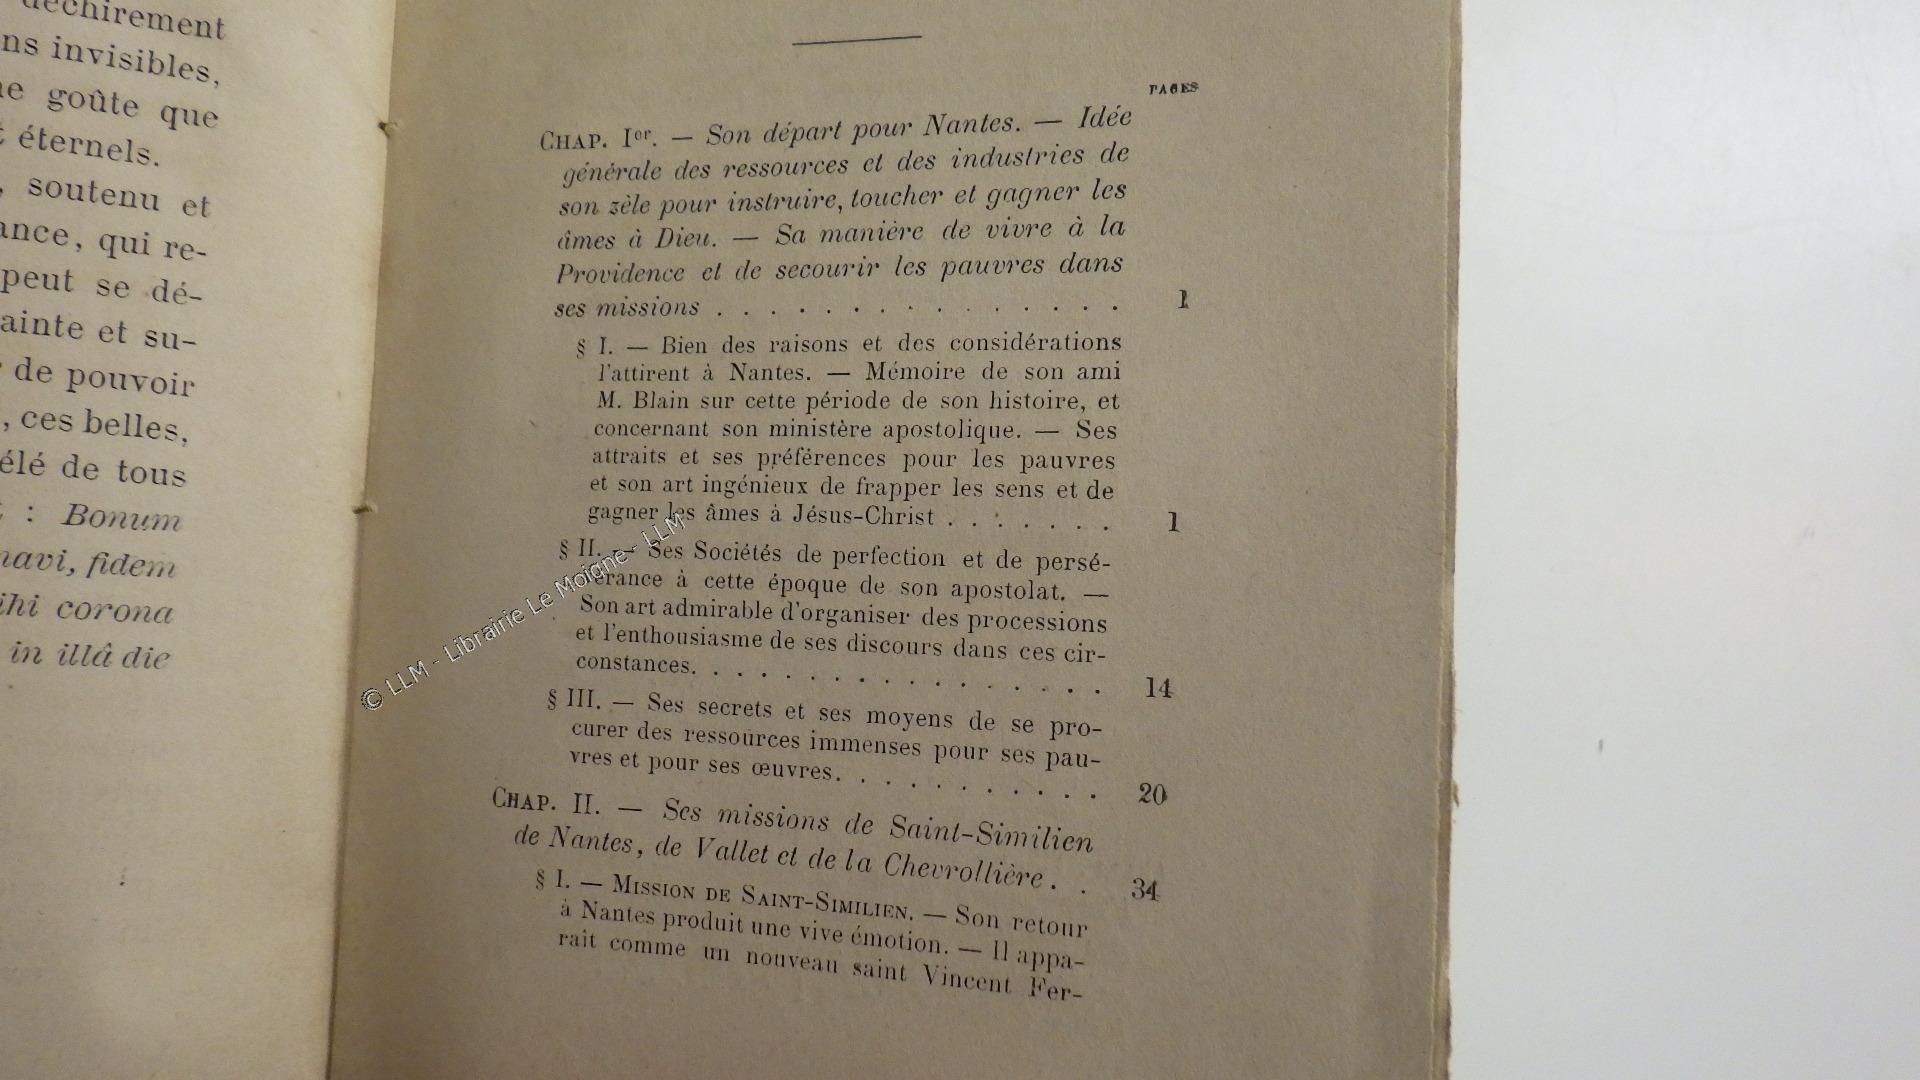 déchirement
ns invisibles,
ne goûte que
t éternels.
, soutenu et
ance, qui re-
peut se dé-
ainte et su-
de pouvoir
, ces belles,
élé de tous
: Bonum
navi, fidem
ihi corona
in illâ die
PAGES
CHAP. Ier. — Son départ pour Nantes. — Idée
générale des ressources et des industries de
son zèle pour instruire, toucher et gagner les
âmes à Dieu. — Sa manière de vivre à la
Providence et de secourir les pauvres dans
ses missions . . . . . . . . . . . . 1
§ I. — Bien des raisons et des considérations
l'attirent à Nantes. — Mémoire de son ami
M. Blain sur cette période de son histoire, et
concernant son ministère apostolique. — Ses
attraits et ses préférences pour les pauvres
et son art ingénieux de frapper les sens et de
gagner les âmes à Jésus-Christ . . . . . . . 1
§ II. — Ses Sociétés de perfection et de persé-
vérance à cette époque de son apostolat. —
Son art admirable d'organiser des processions
et l'enthousiasme de ses discours dans ces cir-
constances. . . . . . . . . . . . . . . . 14
§ III. — Ses secrets et ses moyens de se pro-
curer des ressources immenses pour ses pau-
vres et pour ses œuvres. . . . . . . . . . . 20
CHAP. II. — Ses missions de Saint-Similien
de Nantes, de Vallet et de la Chevrollière . . 34
§ I. — MISSION DE SAINT-SIMILIEN. — Son retour
à Nantes produit une vive émotion. — Il appa-
raît comme un nouveau saint Vincent Fer-
© LLM - Librairie Le Moigne - LLM